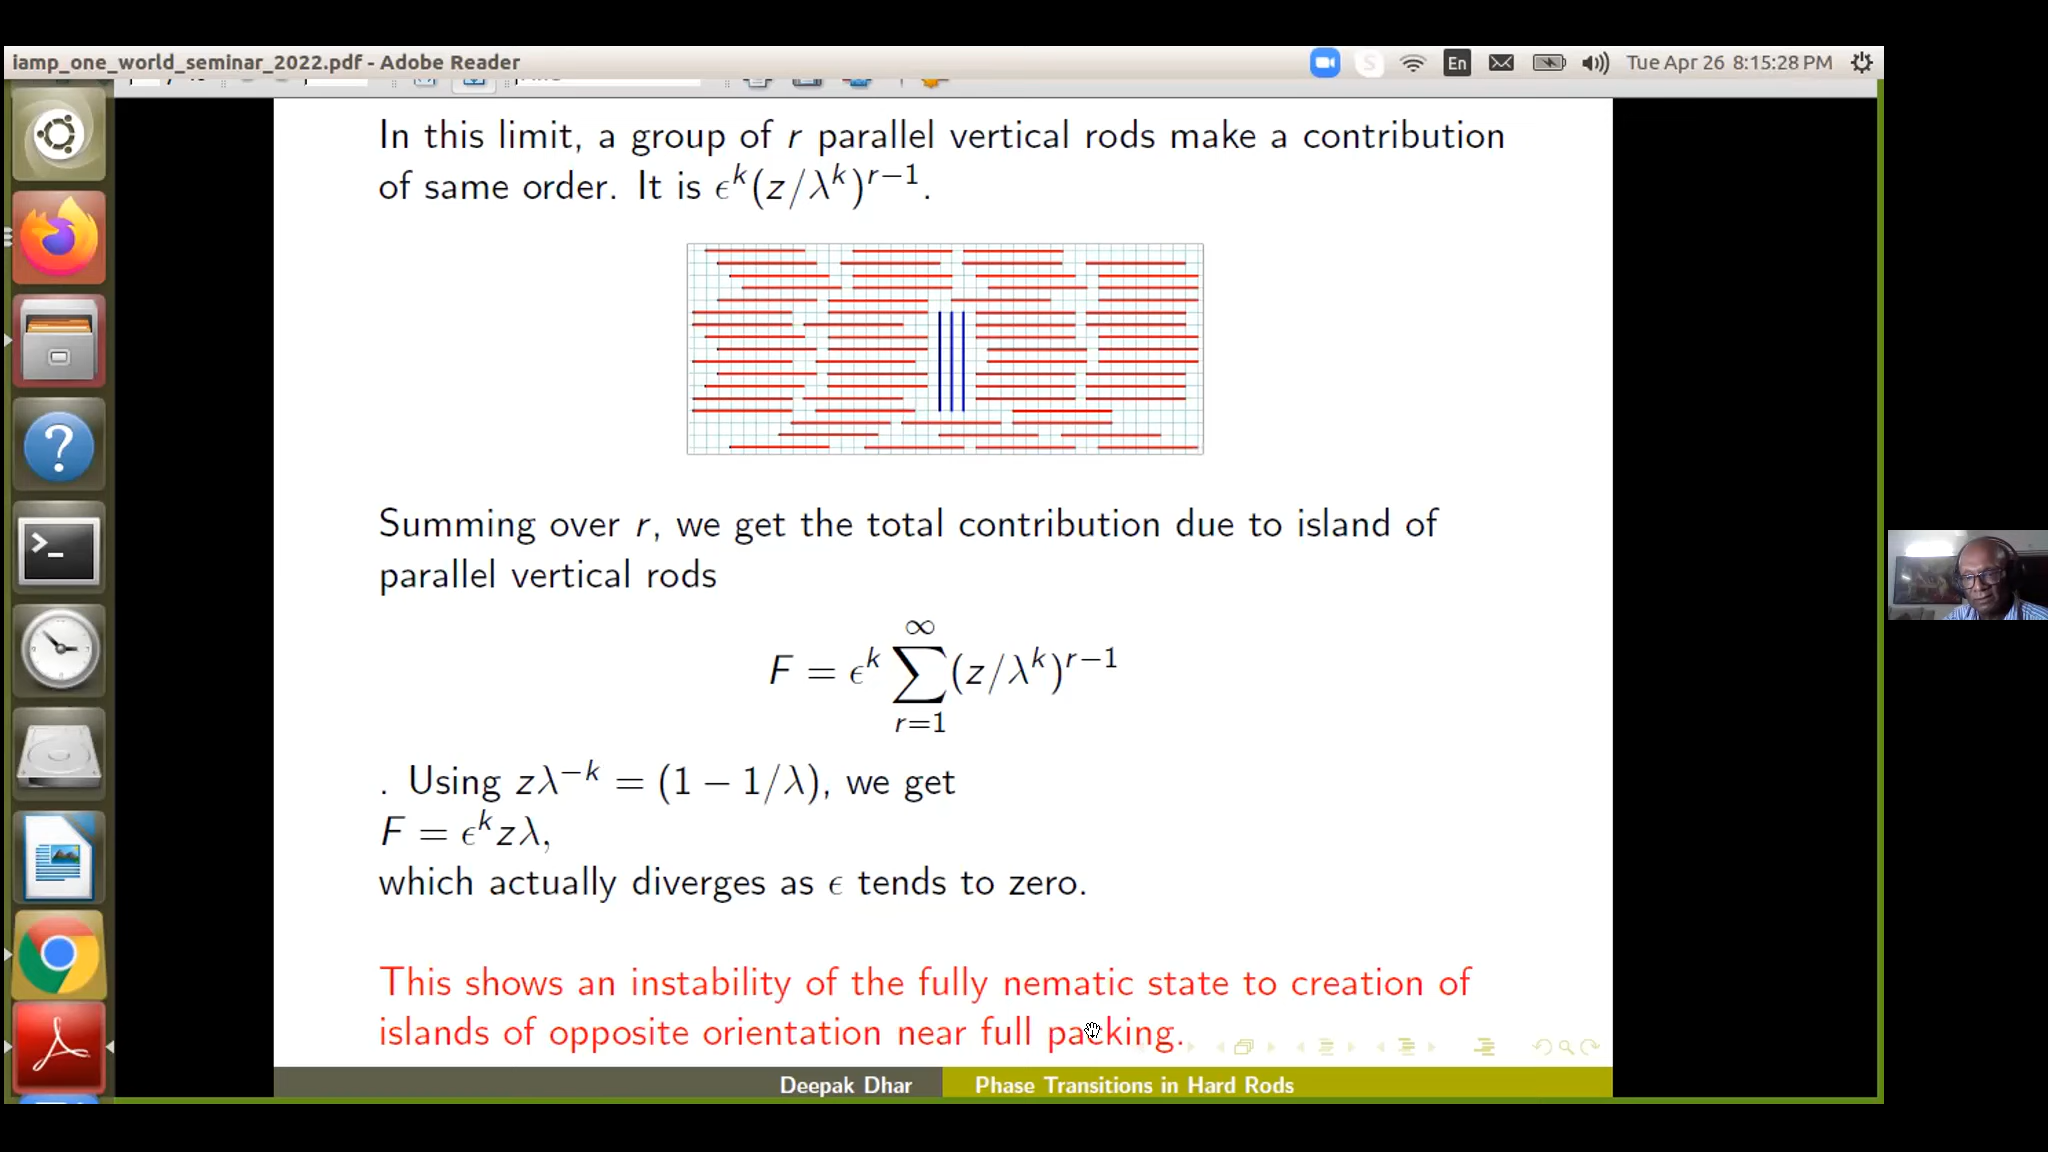 iamp_one_world_seminar_2022.pdf - Adobe Reader
En
Tue Apr 26 8:15:28 PM
In this limit, a group of r parallel vertical rods make a contribution
of same order. It is ϵ^k(z/λ^k)^{r−1}.
Summing over r, we get the total contribution due to island of
parallel vertical rods
F = ϵ^k ∑_{r=1}^{∞} (z/λ^k)^{r−1}
. Using zλ^{−k} = (1 − 1/λ), we get
F = ϵ^k zλ,
which actually diverges as ϵ tends to zero.
This shows an instability of the fully nematic state to creation of
islands of opposite orientation near full packing.
Deepak Dhar
Phase Transitions in Hard Rods